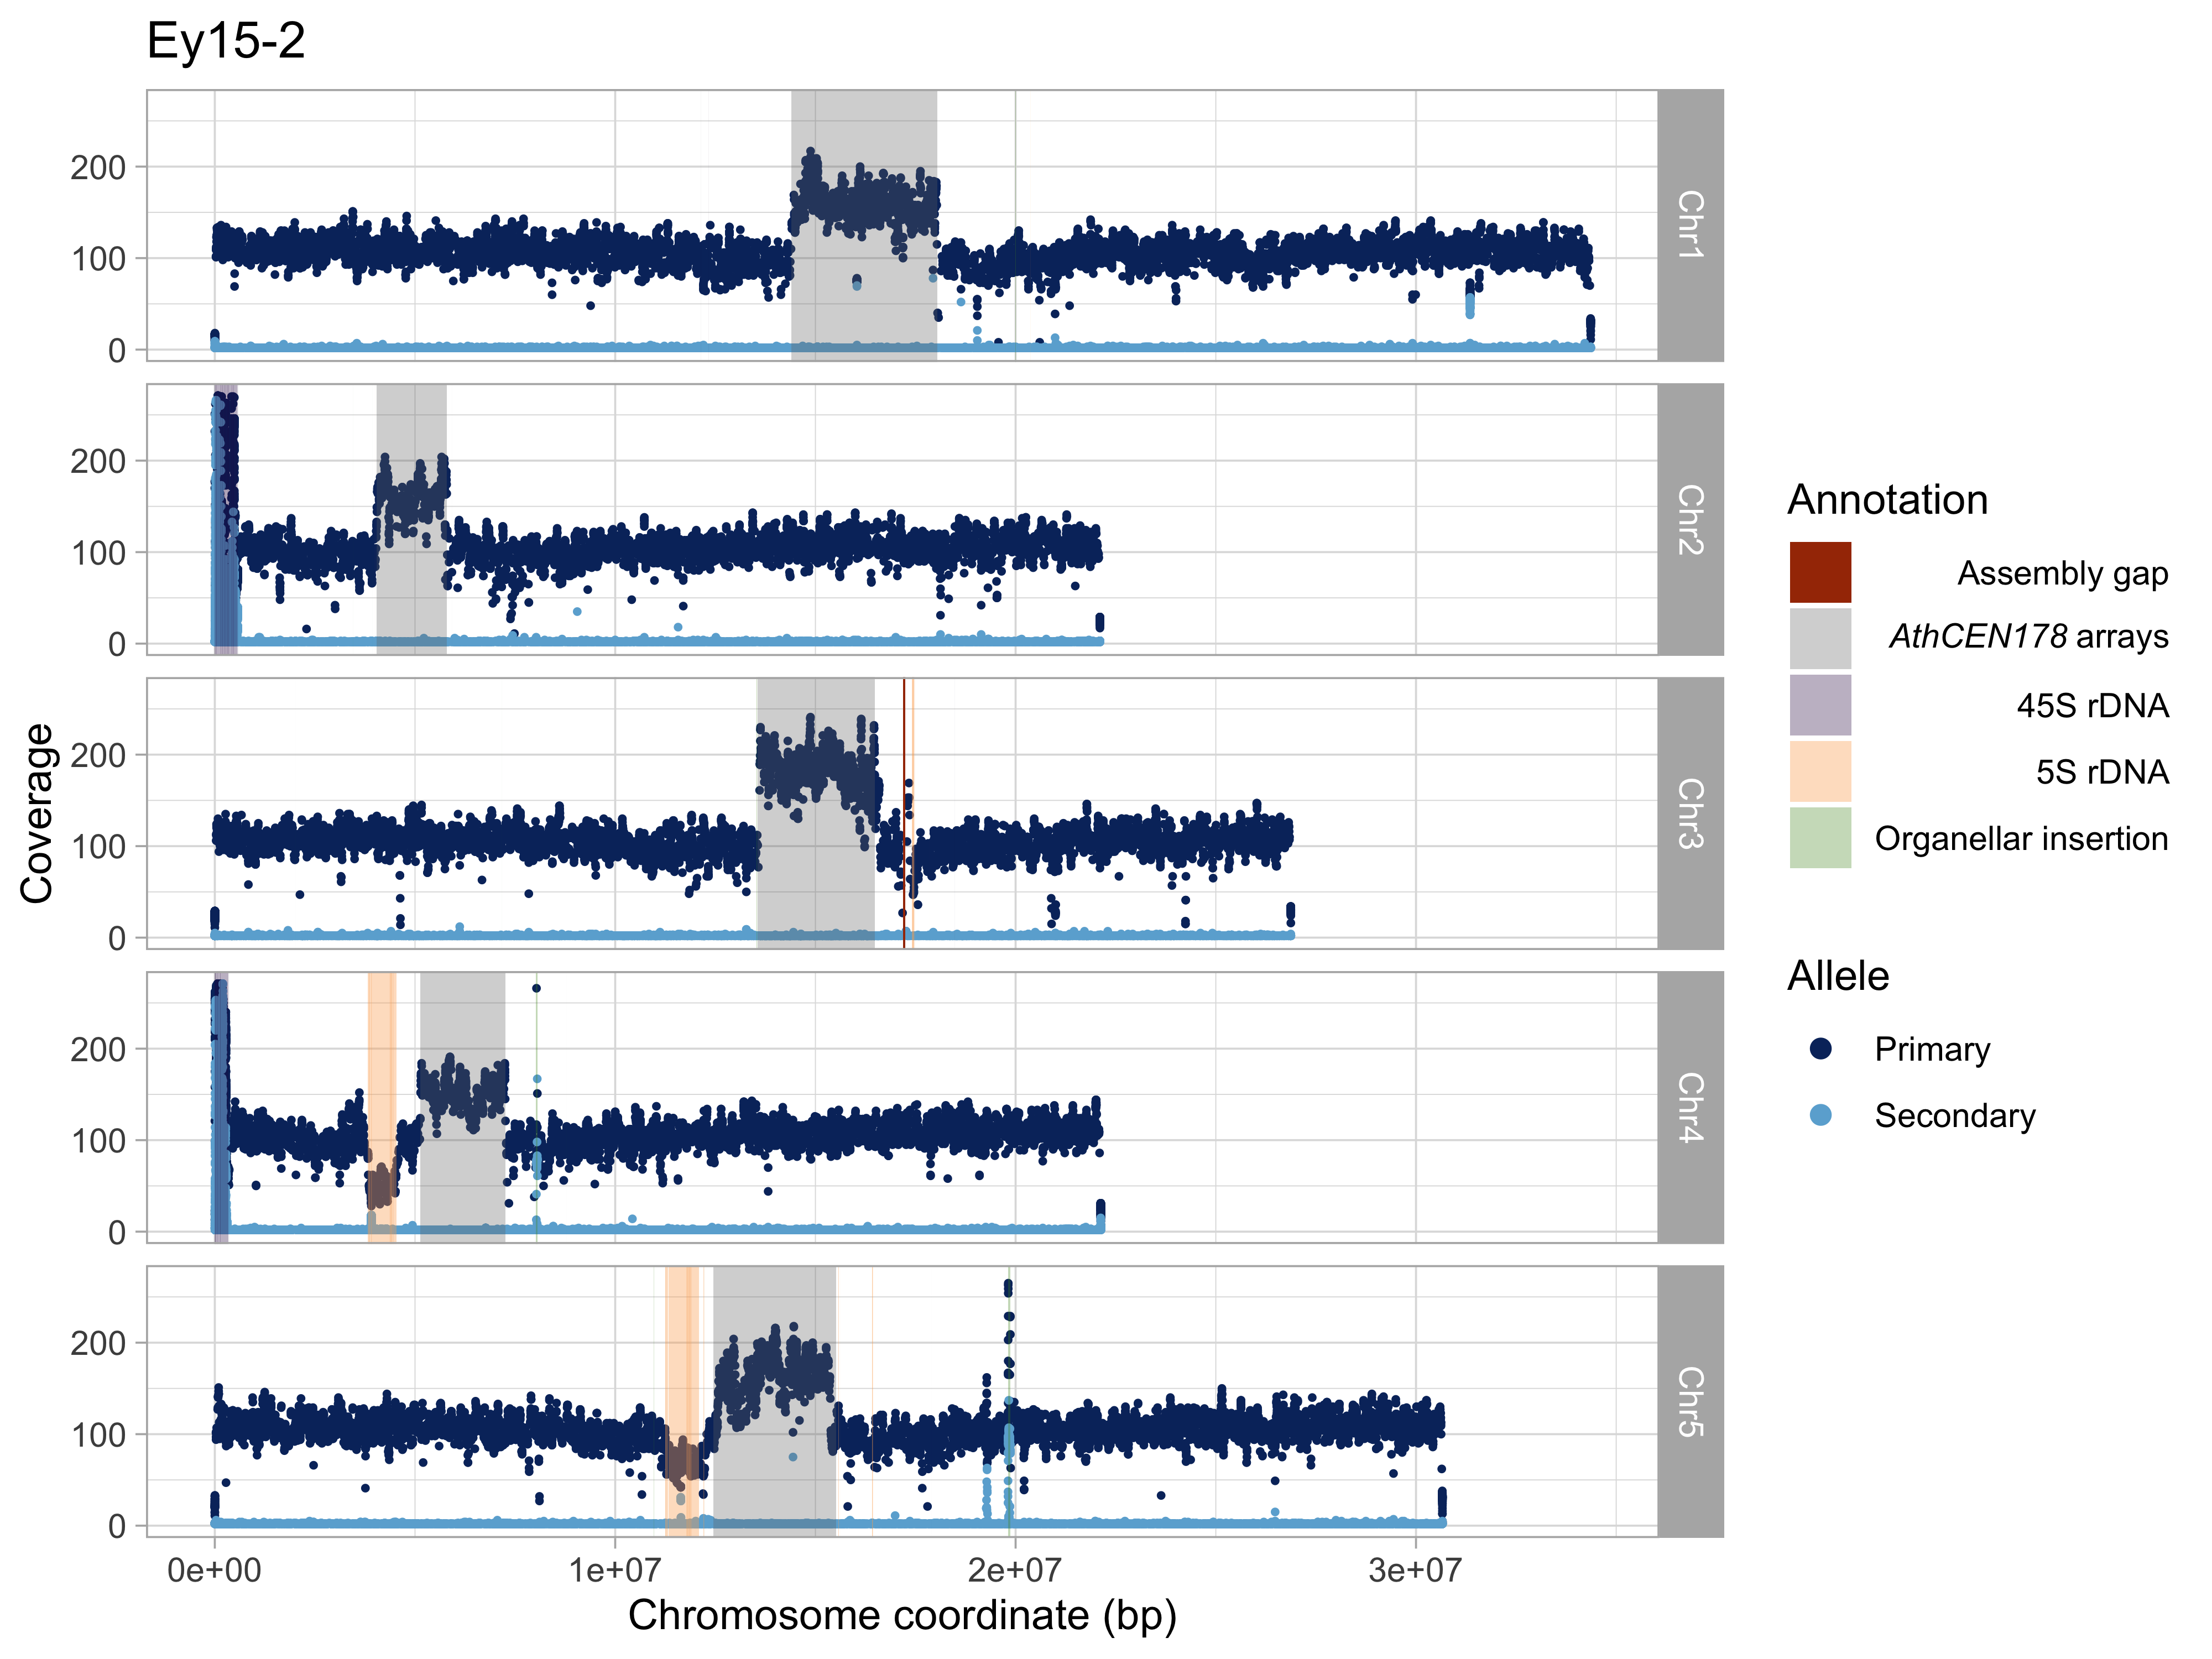 Ey15-2
Coverage
200
100
0
Chr1
200
100
0
Chr2
200
100
0
Chr3
200
100
0
Chr4
200
100
0
Chr5
0e+00 1e+07 2e+07 3e+07
Chromosome coordinate (bp)
Annotation
Assembly gap
AthCEN178 arrays
45S rDNA
5S rDNA
Organellar insertion
Allele
Primary
Secondary